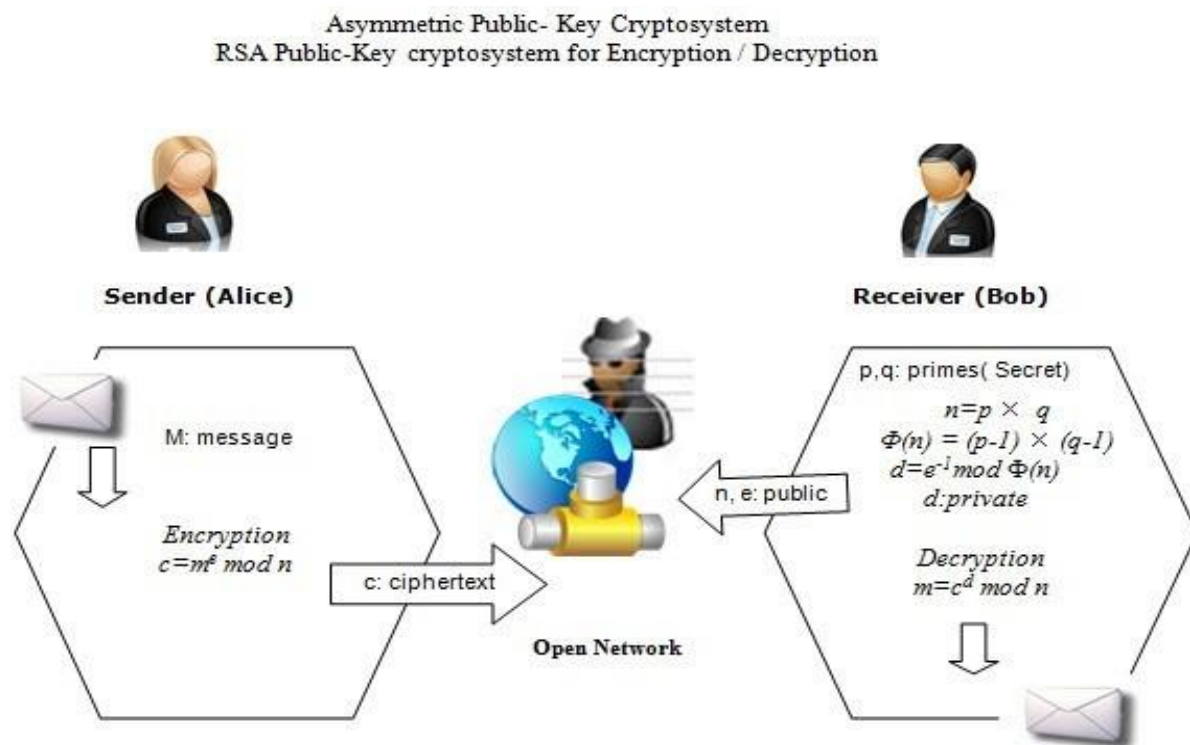 Asymmetric Public- Key Cryptosystem
RSA Public-Key cryptosystem for Encryption / Decryption
Sender (Alice)
M: message
Encryption
c=mᵉ mod n
c: ciphertext
Open Network
Receiver (Bob)
p,q: primes( Secret)
n=p × q
Φ(n) = (p-1) × (q-1)
d=e⁻¹ mod Φ(n)
d:private
n, e: public
Decryption
m=cᵈ mod n